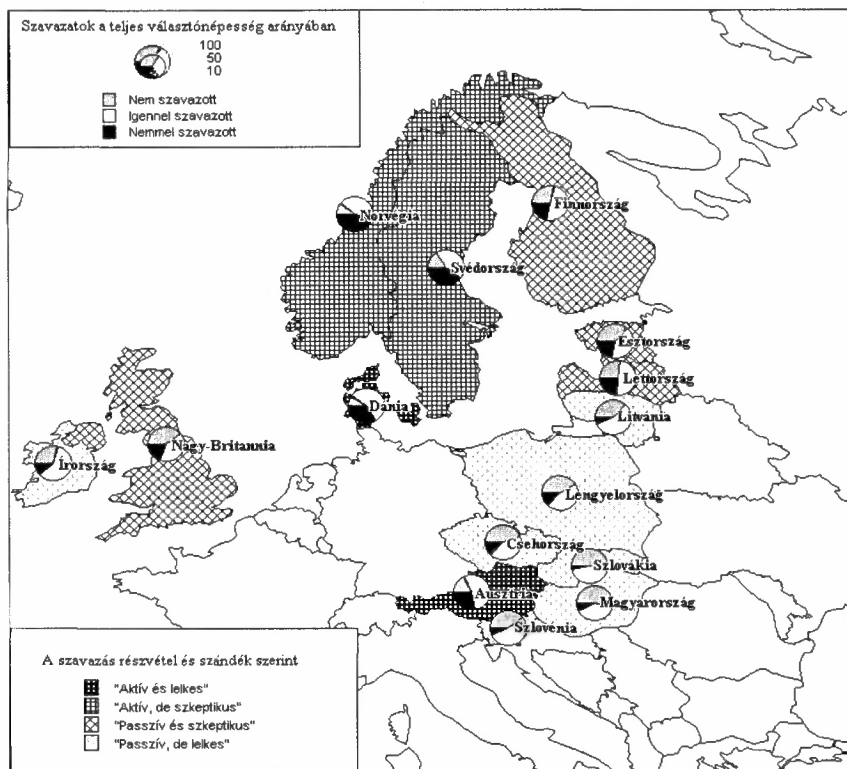 Szavazatok a teljes választónépesség arányában
100
50
10
Nem szavazott
Igennel szavazott
Nemmel szavazott
Norvégia
Finnország
Svédország
Észtország
Lettország
Litvánia
Dánia
Nagy-Britannia
Írország
Lengyelország
Csehország
Szlovákia
Ausztria
Magyarország
Szlovénia
A szavazás részvétel és szándék szerint
"Aktív és lelkes"
"Aktív, de szkeptikus"
"Passzív és szkeptikus"
"Passzív, de lelkes"